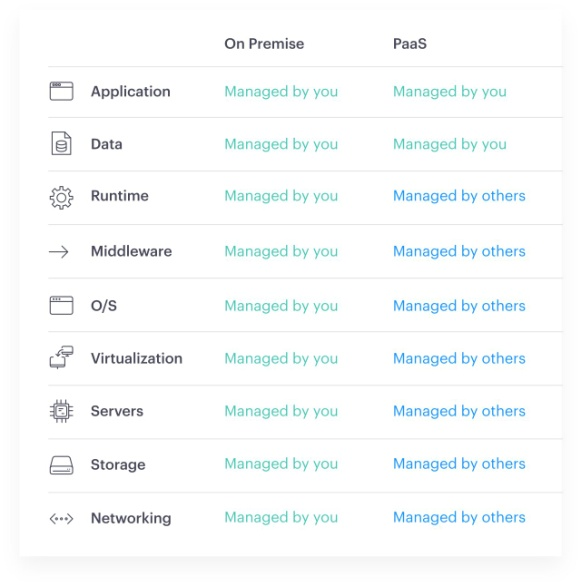 On Premise PaaS
Application Managed by you Managed by you
Data Managed by you Managed by you
Runtime Managed by you Managed by others
Middleware Managed by you Managed by others
O/S Managed by you Managed by others
Virtualization Managed by you Managed by others
Servers Managed by you Managed by others
Storage Managed by you Managed by others
Networking Managed by you Managed by others